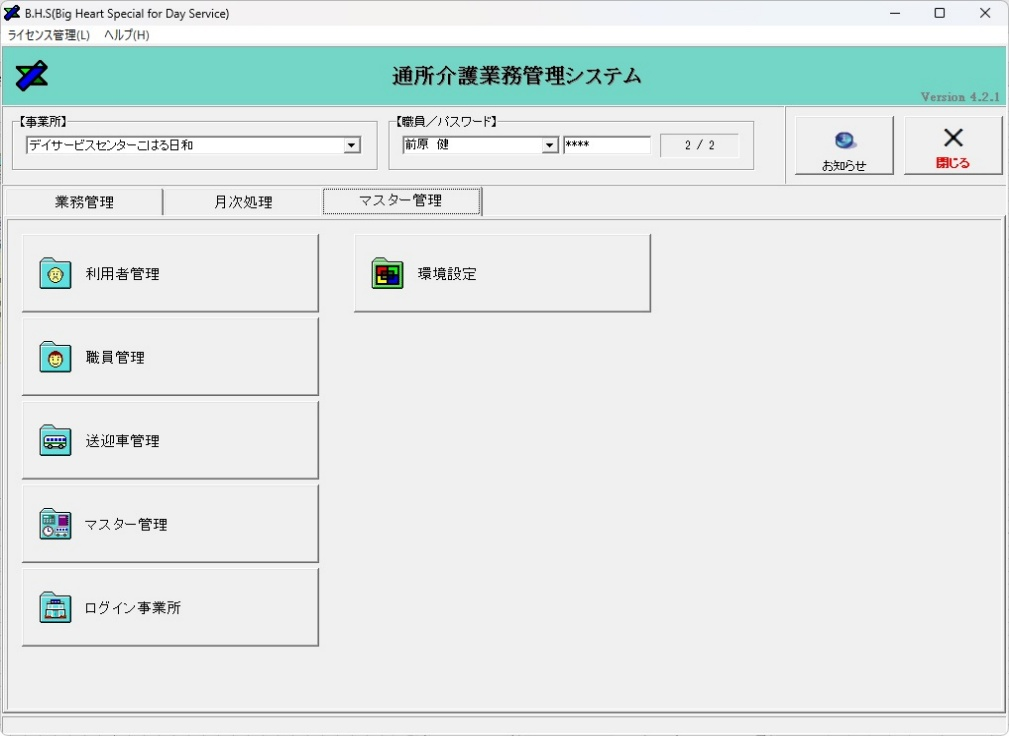 B.H.S(Big Heart Special for Day Service)
ライセンス管理(L) ヘルプ(H)
通所介護業務管理システム
Version 4.2.1
【事業所】
デイサービスセンターこはる日和
【職員／パスワード】
前原 健
****
2 / 2
お知らせ
閉じる
業務管理
月次処理
マスター管理
利用者管理
環境設定
職員管理
送迎車管理
マスター管理
ログイン事業所